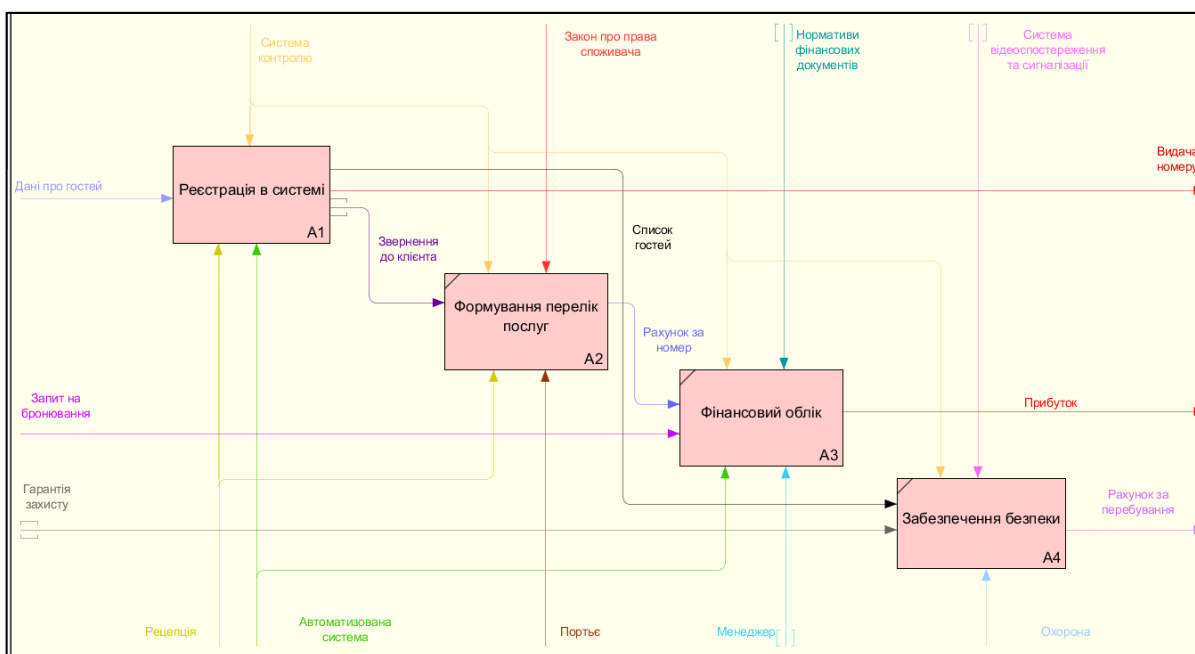 Система
контролю
Закон про права
споживача
Нормативи
фінансових
документів
Система
відеоспостереження
та сигналізації
Видача
номеру
Дані про гостей
Реєстрація в системі
A1
Звернення
до клієнта
Список
гостей
Формування перелік
послуг
A2
Рахунок за
номер
Запит на
бронювання
Фінансовий облік
A3
Прибуток
Гарантія
захисту
Забезпечення безпеки
A4
Рахунок за
перебування
Рецепція
Автоматизована
система
Портьє
Менеджер
Охорона